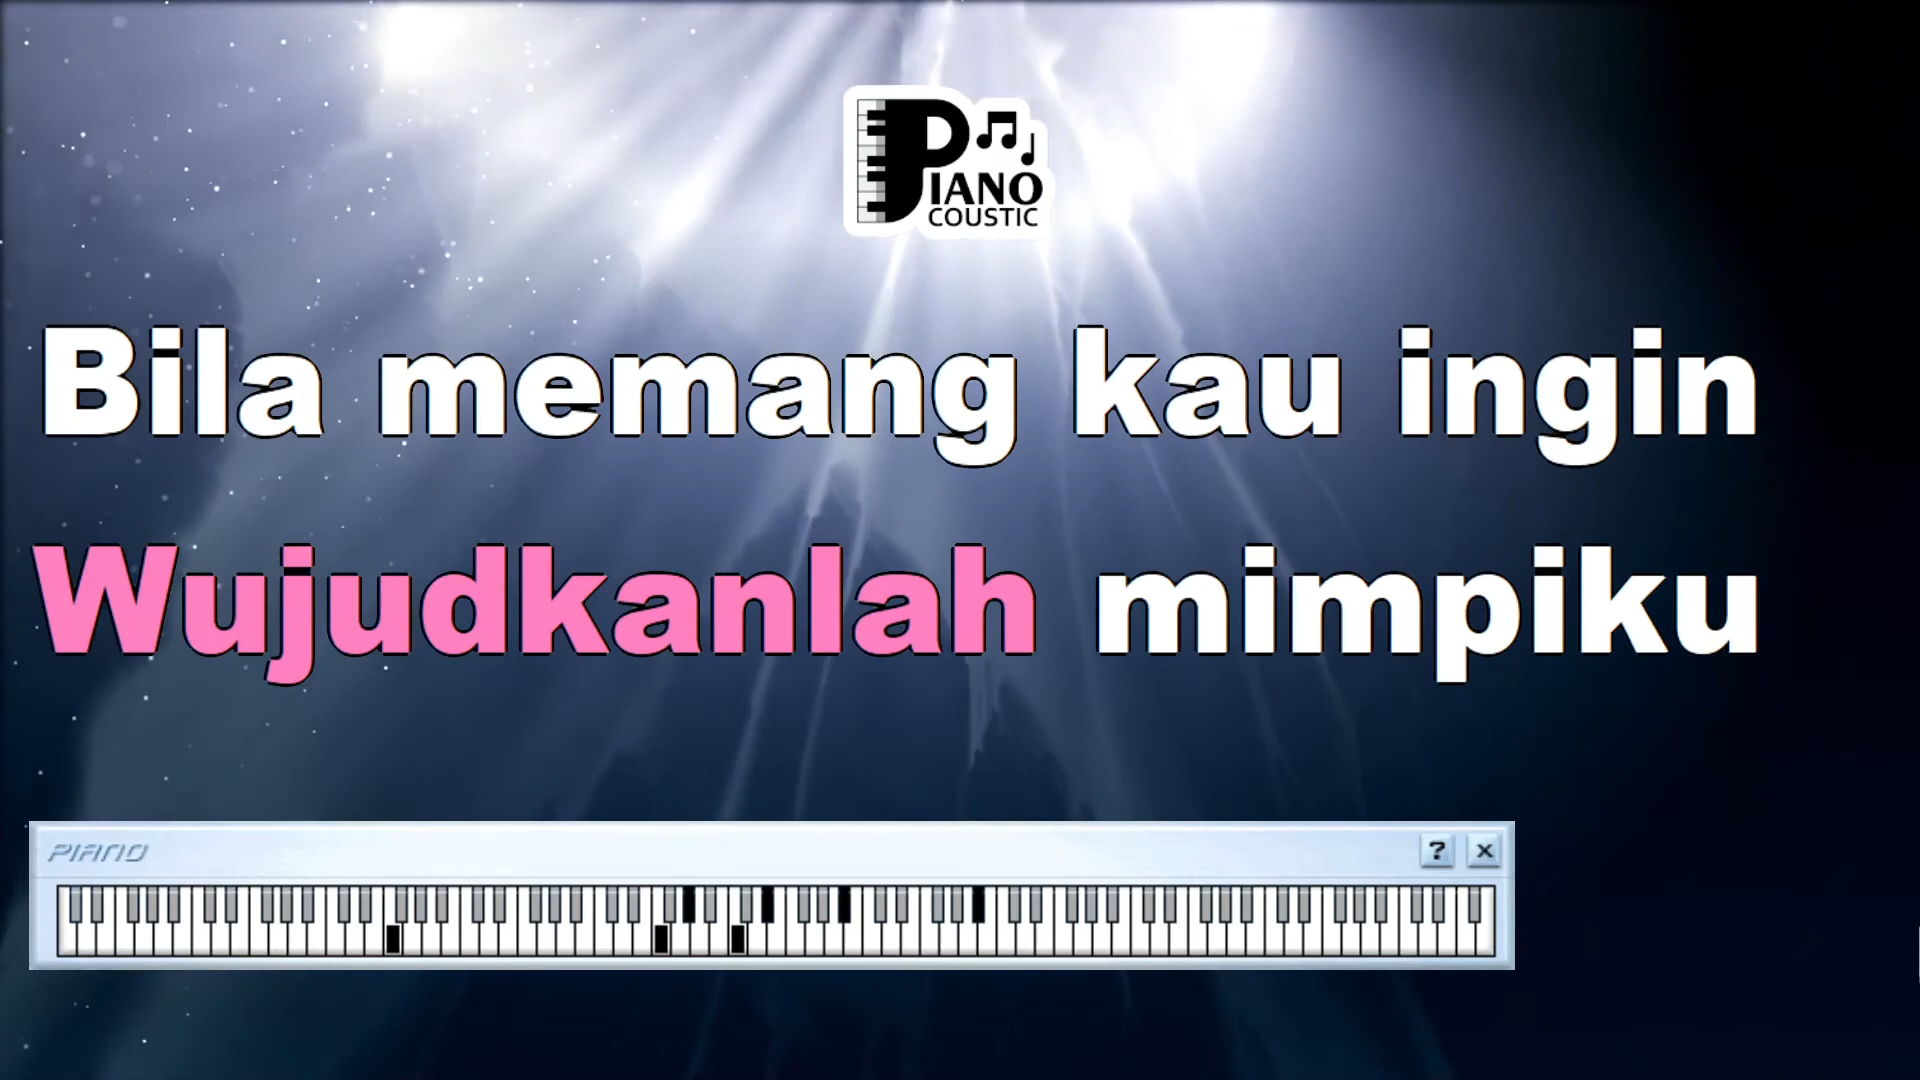 PIANO
COUSTIC
Bila memang kau ingin
Wujudkanlah mimpiku
PIANO
? x